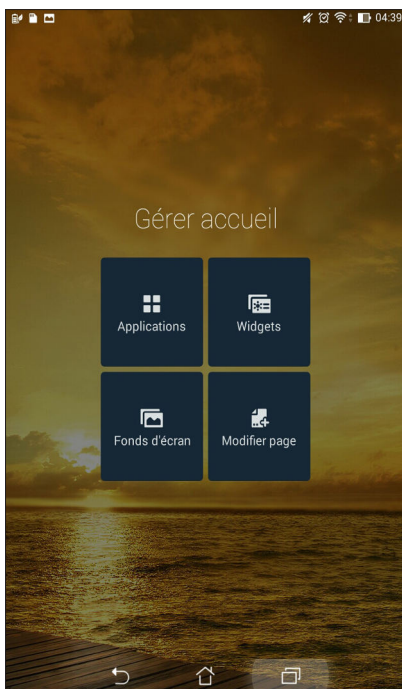 04:39
Gérer accueil
Applications
Widgets
Fonds d'écran
Modifier page